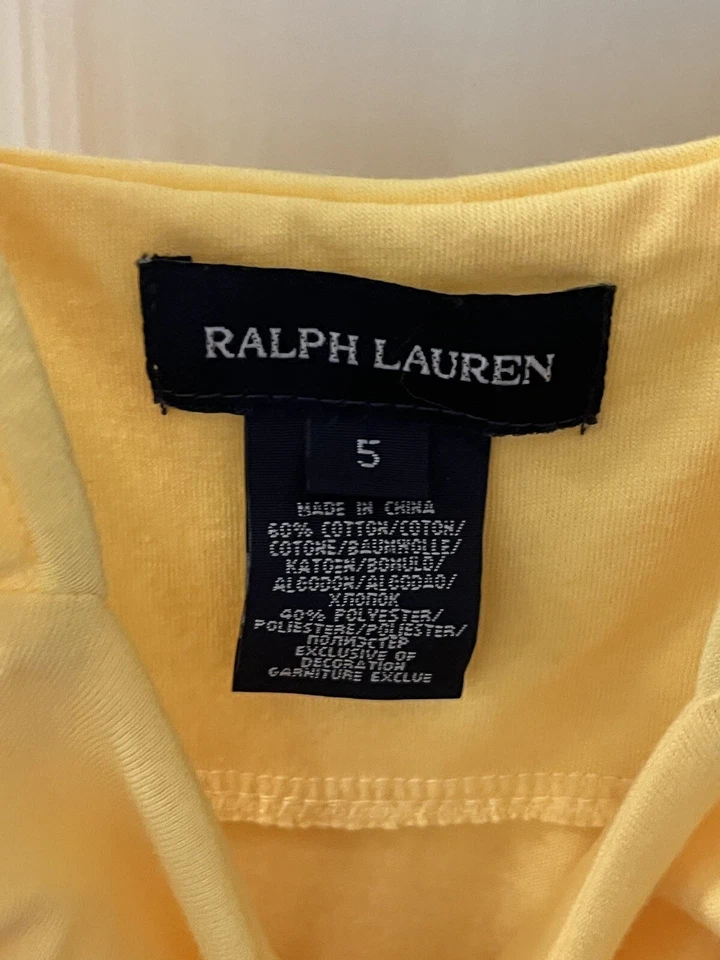 RALPH LAUREN
5
MADE IN CHINA
60% COTTON/COTON/
COTONE/BAUMWOLLE/
KATOEN/BOMULD/
ALGODON/ALGODAO/
ХЛОПОК
40% POLYESTER/
POLIESTERE/POLIESTER/
ПОЛИЭСТЕР
EXCLUSIVE OF
DECORATION
GARNITURE EXCLUE